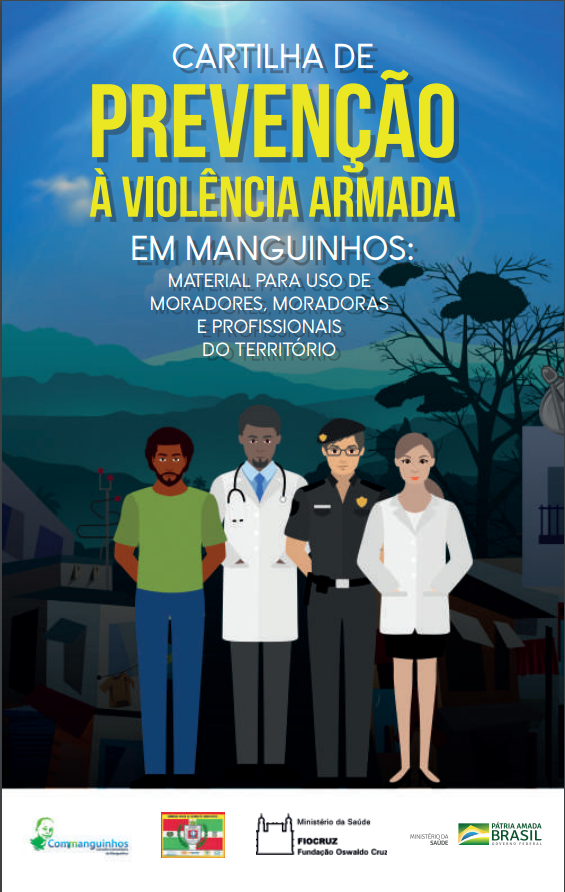 CARTILHA DE
PREVENÇÃO
À VIOLÊNCIA ARMADA
EM MANGUINHOS:
MATERIAL PARA USO DE
MORADORES, MORADORAS
E PROFISSIONAIS
DO TERRITÓRIO
Commanguinhos
Ministério da Saúde
FIOCRUZ
Fundação Oswaldo Cruz
MINISTÉRIO DA
SAÚDE
PÁTRIA AMADA
BRASIL
GOVERNO FEDERAL